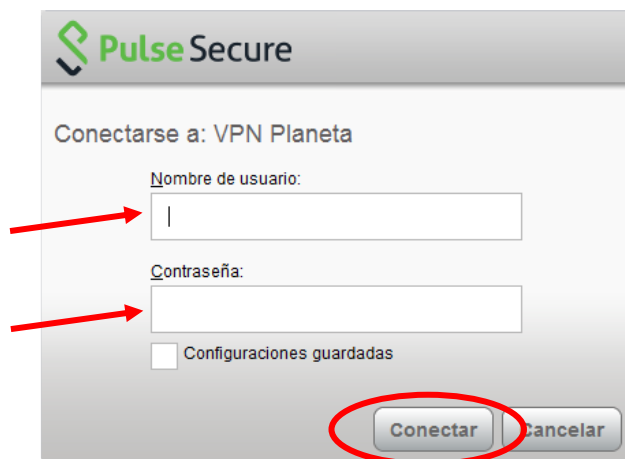 Pulse Secure
Conectarse a: VPN Planeta
Nombre de usuario:
Contraseña:
Configuraciones guardadas
Conectar Cancelar